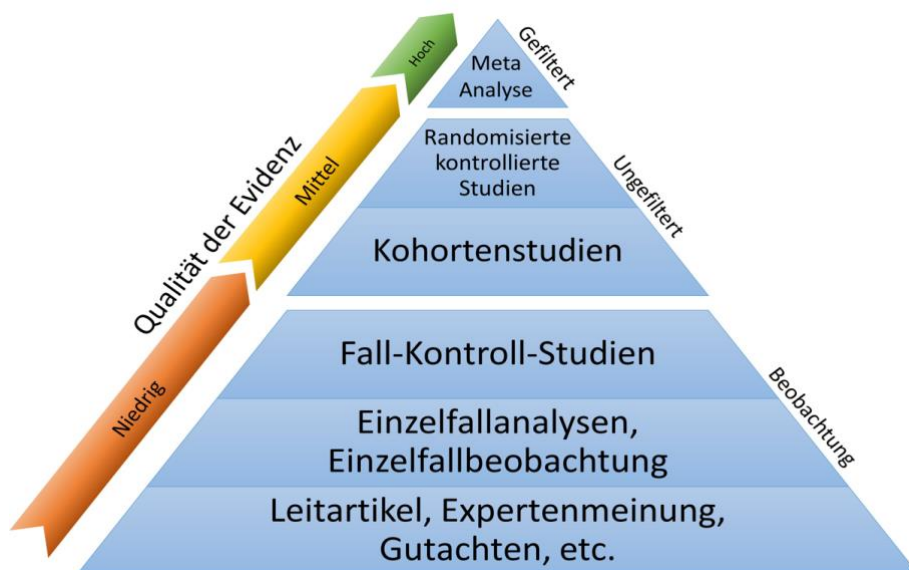 Hoch
Mittel
Niedrig
Qualität der Evidenz
Meta
Analyse
Gefiltert
Randomisierte
kontrollierte
Studien
Ungefiltert
Kohortenstudien
Fall-Kontroll-Studien
Beobachtung
Einzelfallanalysen,
Einzelfallbeobachtung
Leitartikel, Expertenmeinung,
Gutachten, etc.